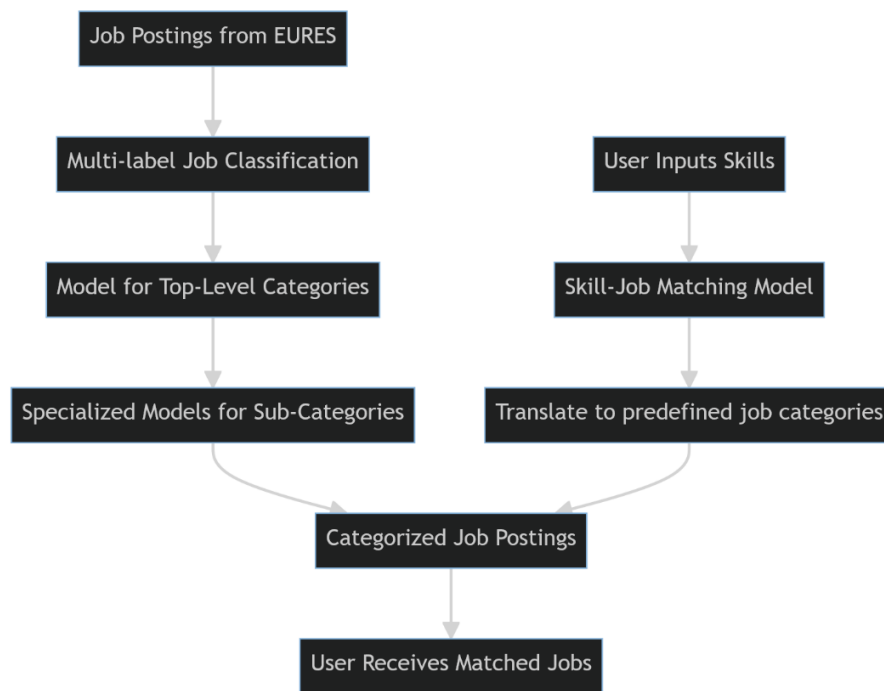 Job Postings from EURES
Multi-label Job Classification
User Inputs Skills
Model for Top-Level Categories
Skill-Job Matching Model
Specialized Models for Sub-Categories
Translate to predefined job categories
Categorized Job Postings
User Receives Matched Jobs